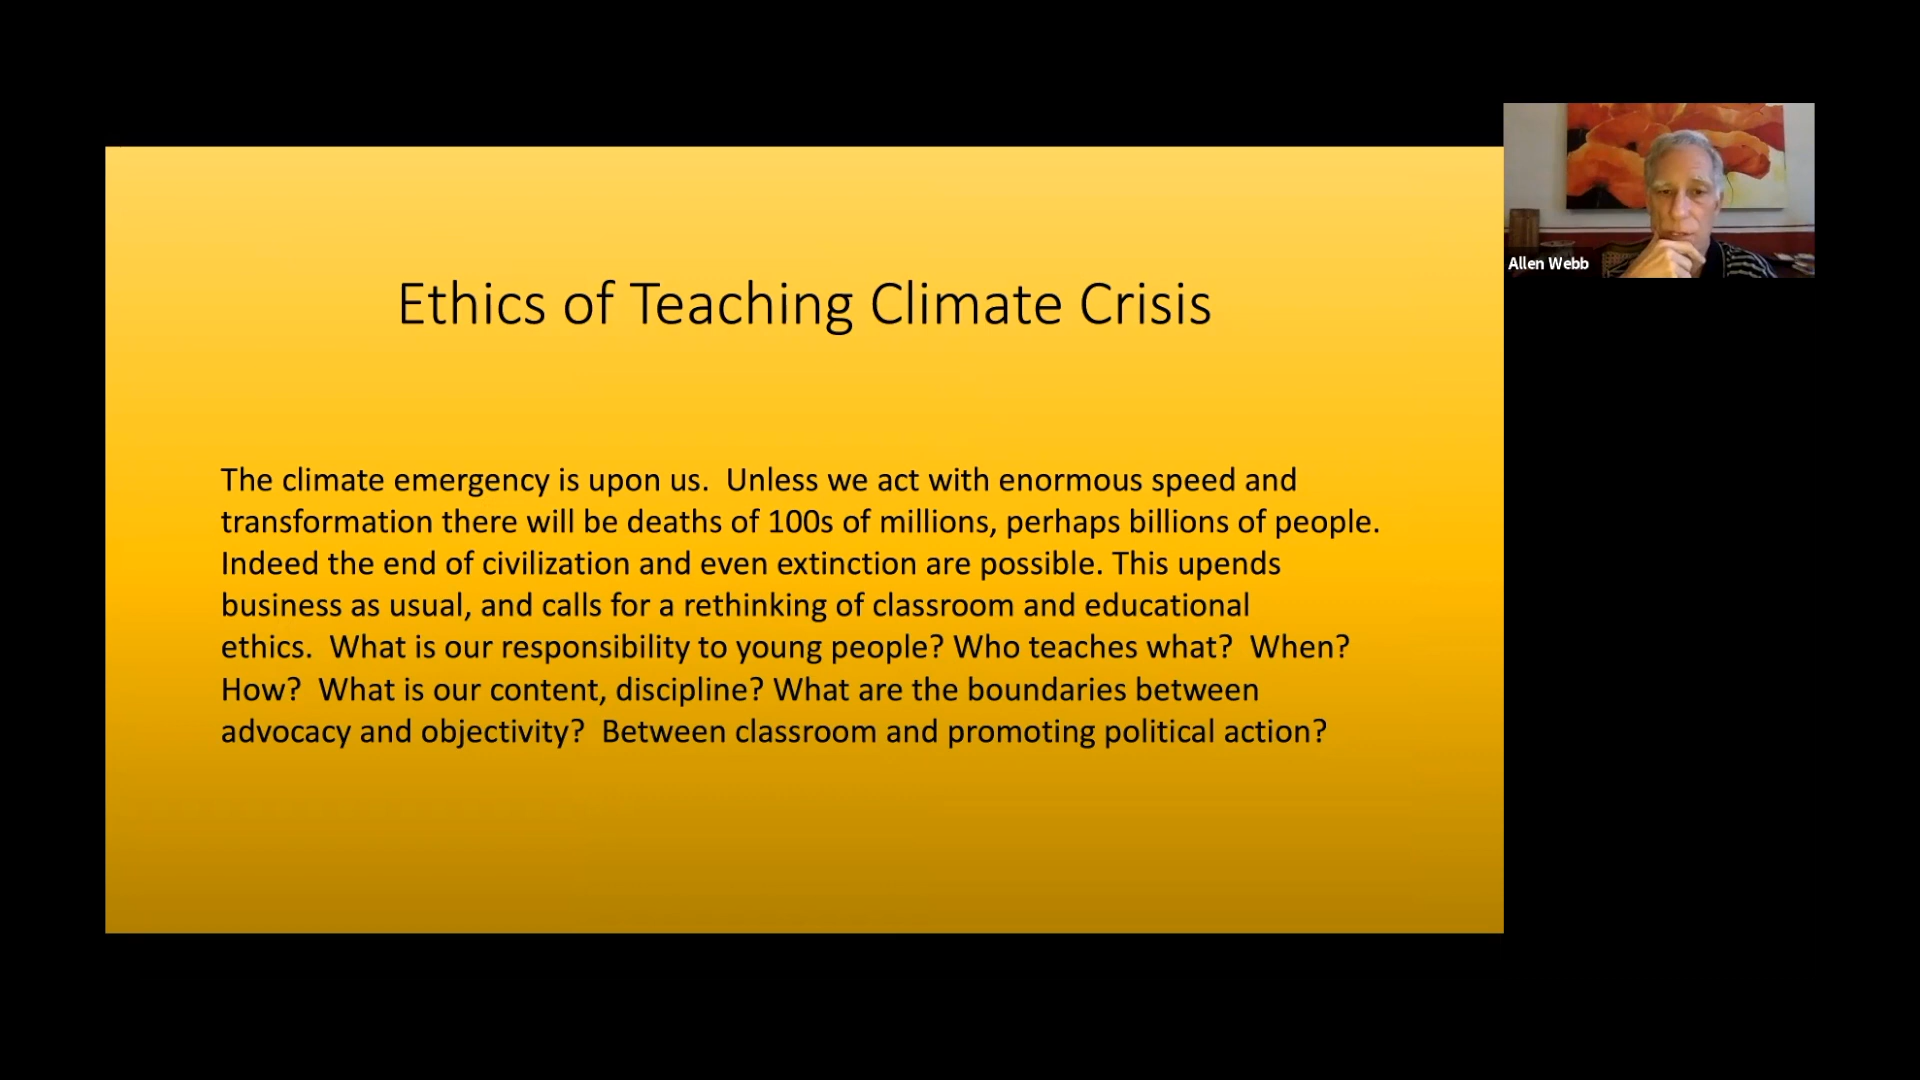 Ethics of Teaching Climate Crisis
The climate emergency is upon us.  Unless we act with enormous speed and
transformation there will be deaths of 100s of millions, perhaps billions of people.
Indeed the end of civilization and even extinction are possible. This upends
business as usual, and calls for a rethinking of classroom and educational
ethics.  What is our responsibility to young people? Who teaches what?  When?
How?  What is our content, discipline? What are the boundaries between
advocacy and objectivity?  Between classroom and promoting political action?
Allen Webb